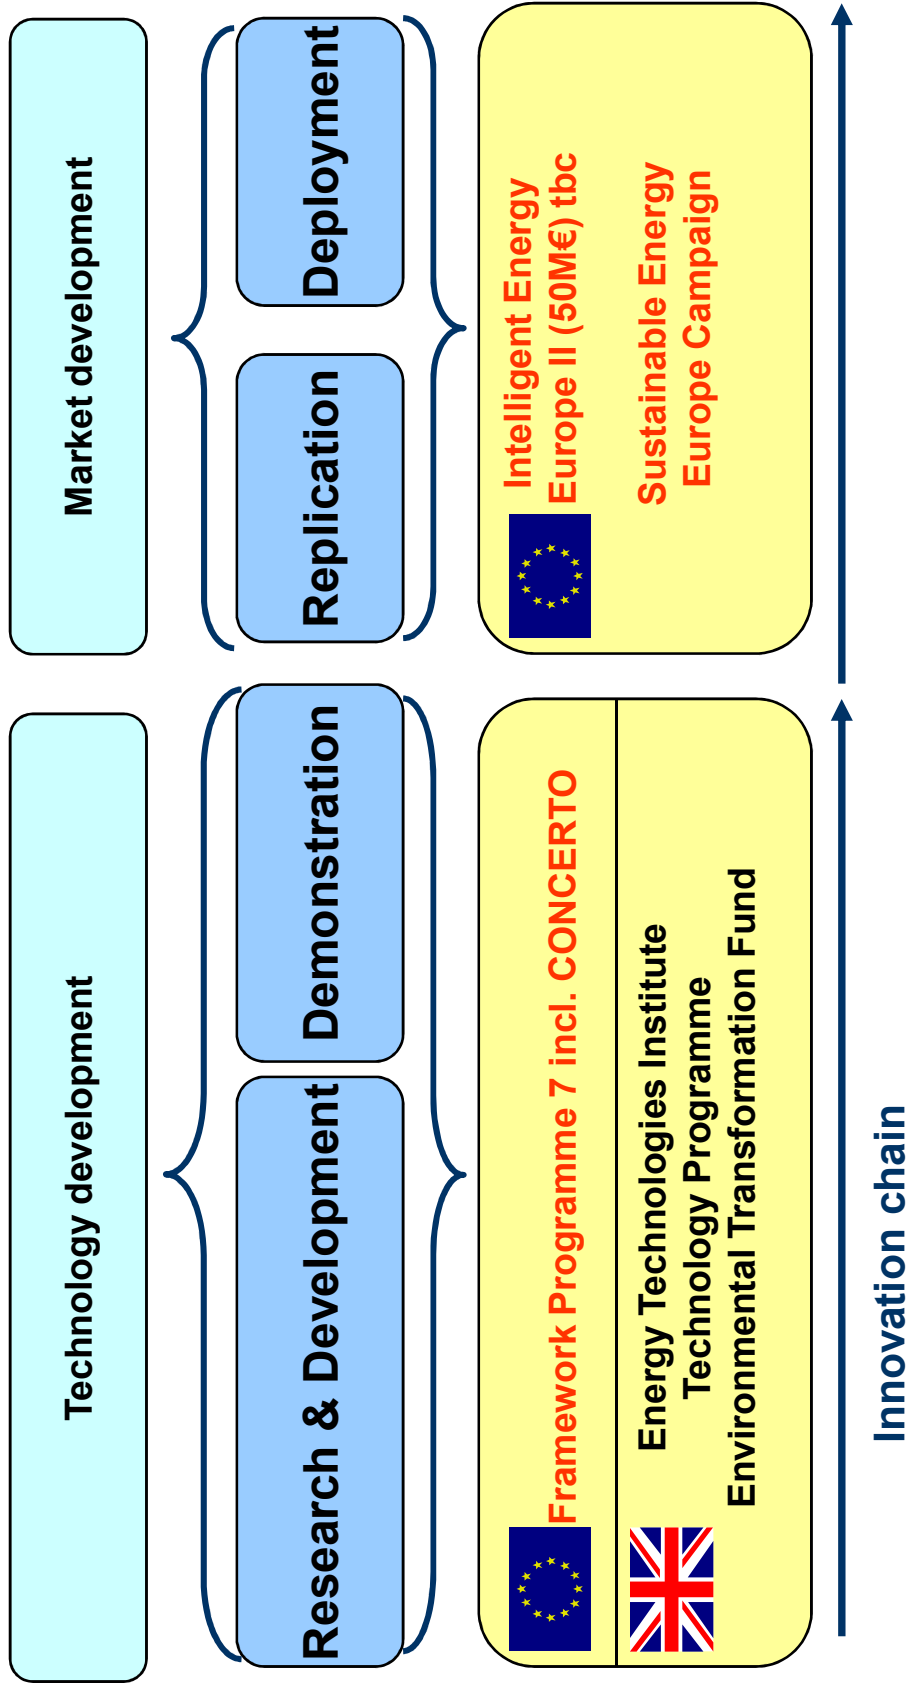 Technology development
Market development
Research & Development
Demonstration
Replication
Deployment
Framework Programme 7 incl. CONCERTO
Energy Technologies Institute
Technology Programme
Environmental Transformation Fund
Intelligent Energy
Europe II (50M€) tbc
Sustainable Energy
Europe Campaign
Innovation chain